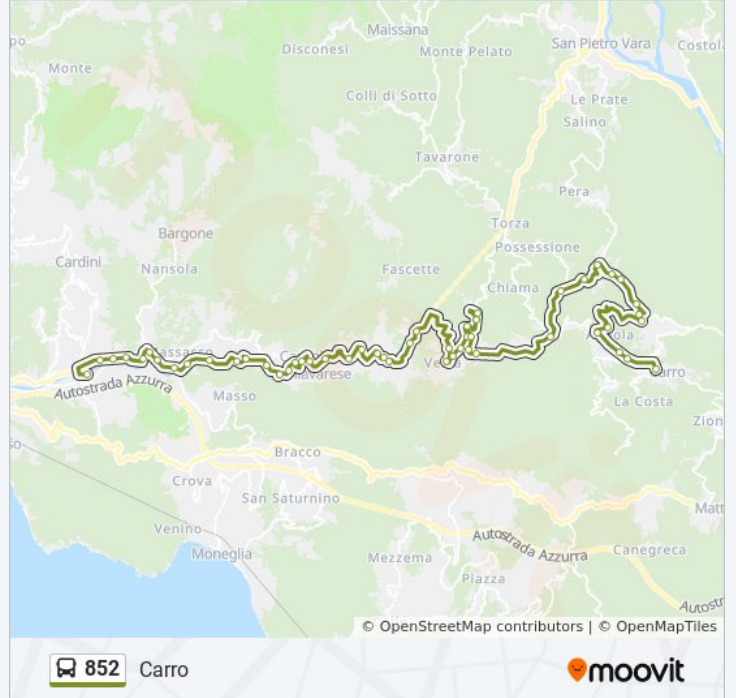 Maissana
Disconesi
Monte Pelato
San Pietro Vara
Costol
po
Monte
Colli di Sotto
Le Prate
Salino
Tavarone
Pera
Torza
Bargone
Possessione
Cardini
Nansola
Fascette
Chiama
Autostrada Azzurra
Masso
La Costa
Zion
so
Bracco
Crova
San Saturnino
Matt
Venino
Moneglia
Autostrada Azzurra
Canegreca
Mezzema
Piazza
Autostr
© OpenStreetMap contributors | © OpenMapTiles
852 Carro
moovit